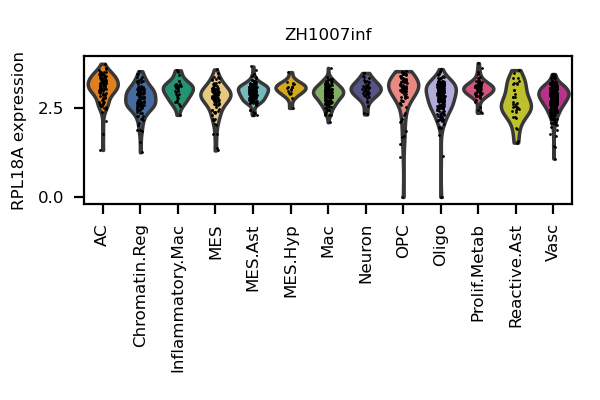 ZH1007inf
RPL18A expression
2.5
0.0
AC
Chromatin.Reg
Inflammatory.Mac
MES
MES.Ast
MES.Hyp
Mac
Neuron
OPC
Oligo
Prolif.Metab
Reactive.Ast
Vasc